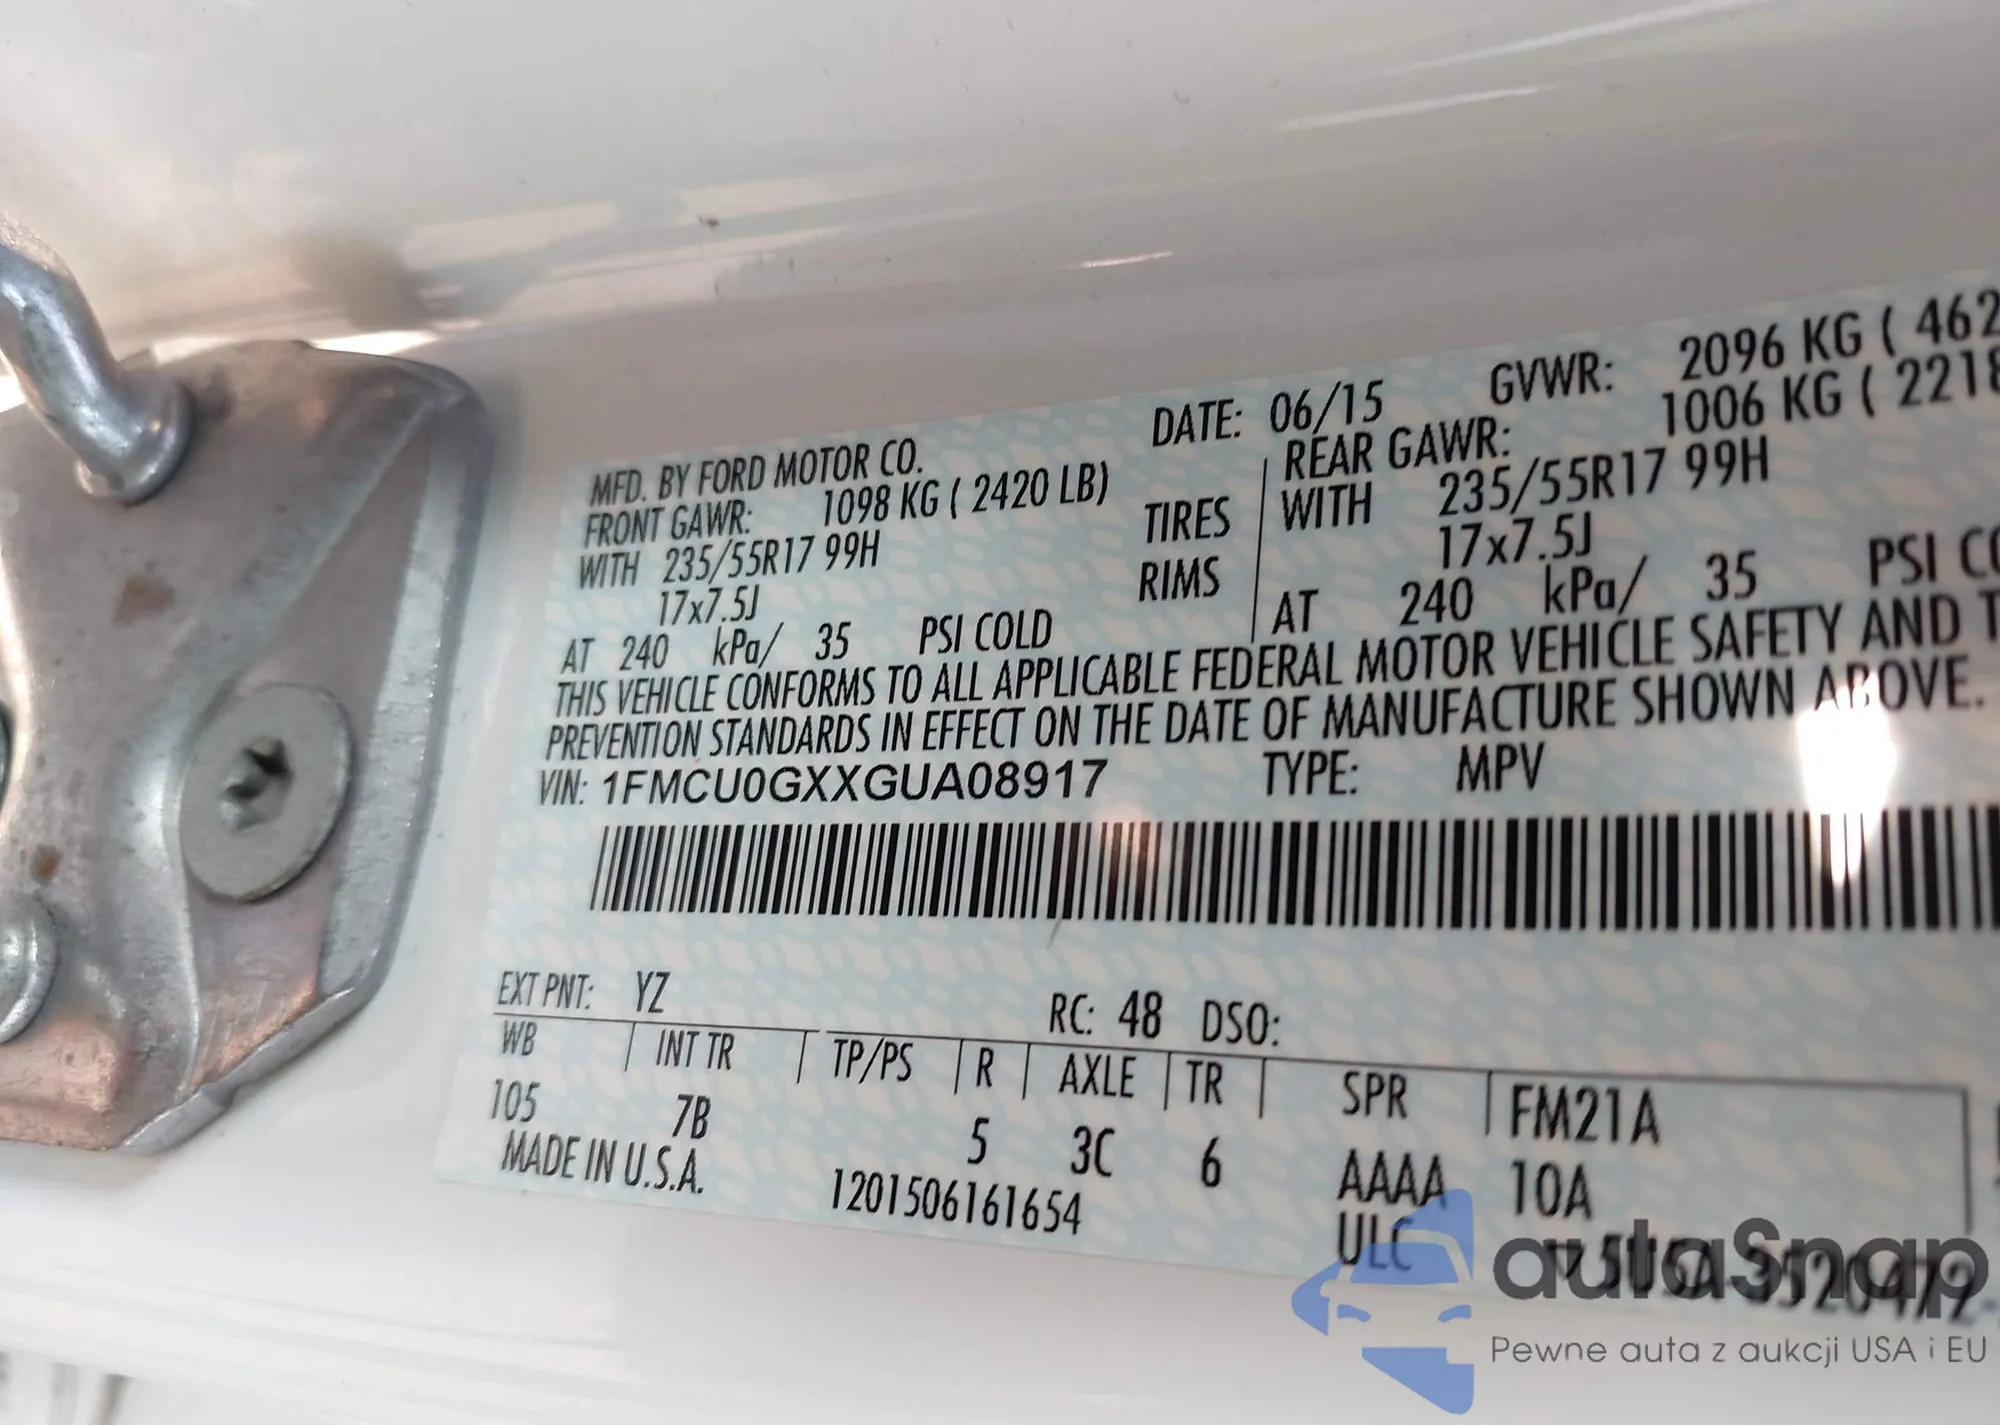 MFD. BY FORD MOTOR CO. DATE: 06/15 GVWR: 2096 KG ( 462
FRONT GAWR: 1098 KG ( 2420 LB) REAR GAWR: 1006 KG ( 2218
WITH 235/55R17 99H TIRES WITH 235/55R17 99H
17x7.5J RIMS 17x7.5J
AT 240 kPa/ 35 PSI COLD AT 240 kPa/ 35 PSI CO
THIS VEHICLE CONFORMS TO ALL APPLICABLE FEDERAL MOTOR VEHICLE SAFETY AND T
PREVENTION STANDARDS IN EFFECT ON THE DATE OF MANUFACTURE SHOWN ABOVE.
VIN: 1FMCU0GXXGUA08917 TYPE: MPV
EXT PNT: YZ RC: 48 DSO:
WB INT TR TP/PS R AXLE TR SPR FM21A
105 7B 5 3C 6 AAAA 10A
MADE IN U.S.A. 1201506161654 ULC
autoSnap
Pewne auta z aukcji USA i EU